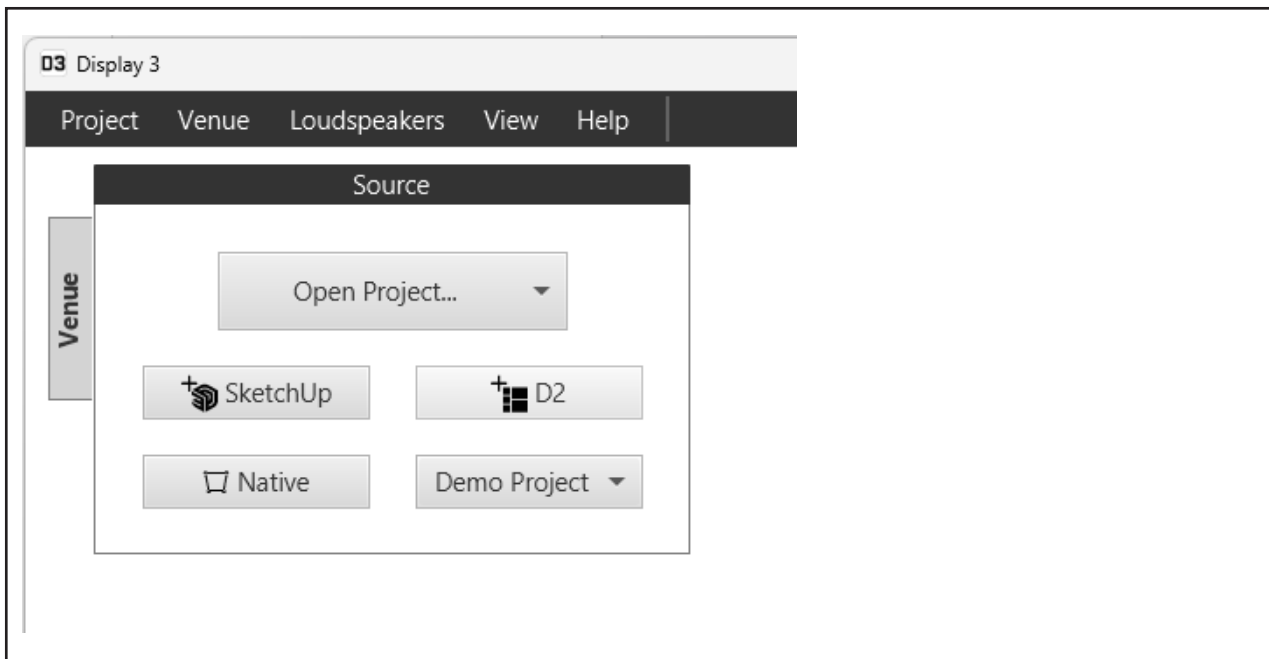 D3 Display 3
Project Venue Loudspeakers View Help
Source
Venue
Open Project...
SketchUp D2
Native Demo Project